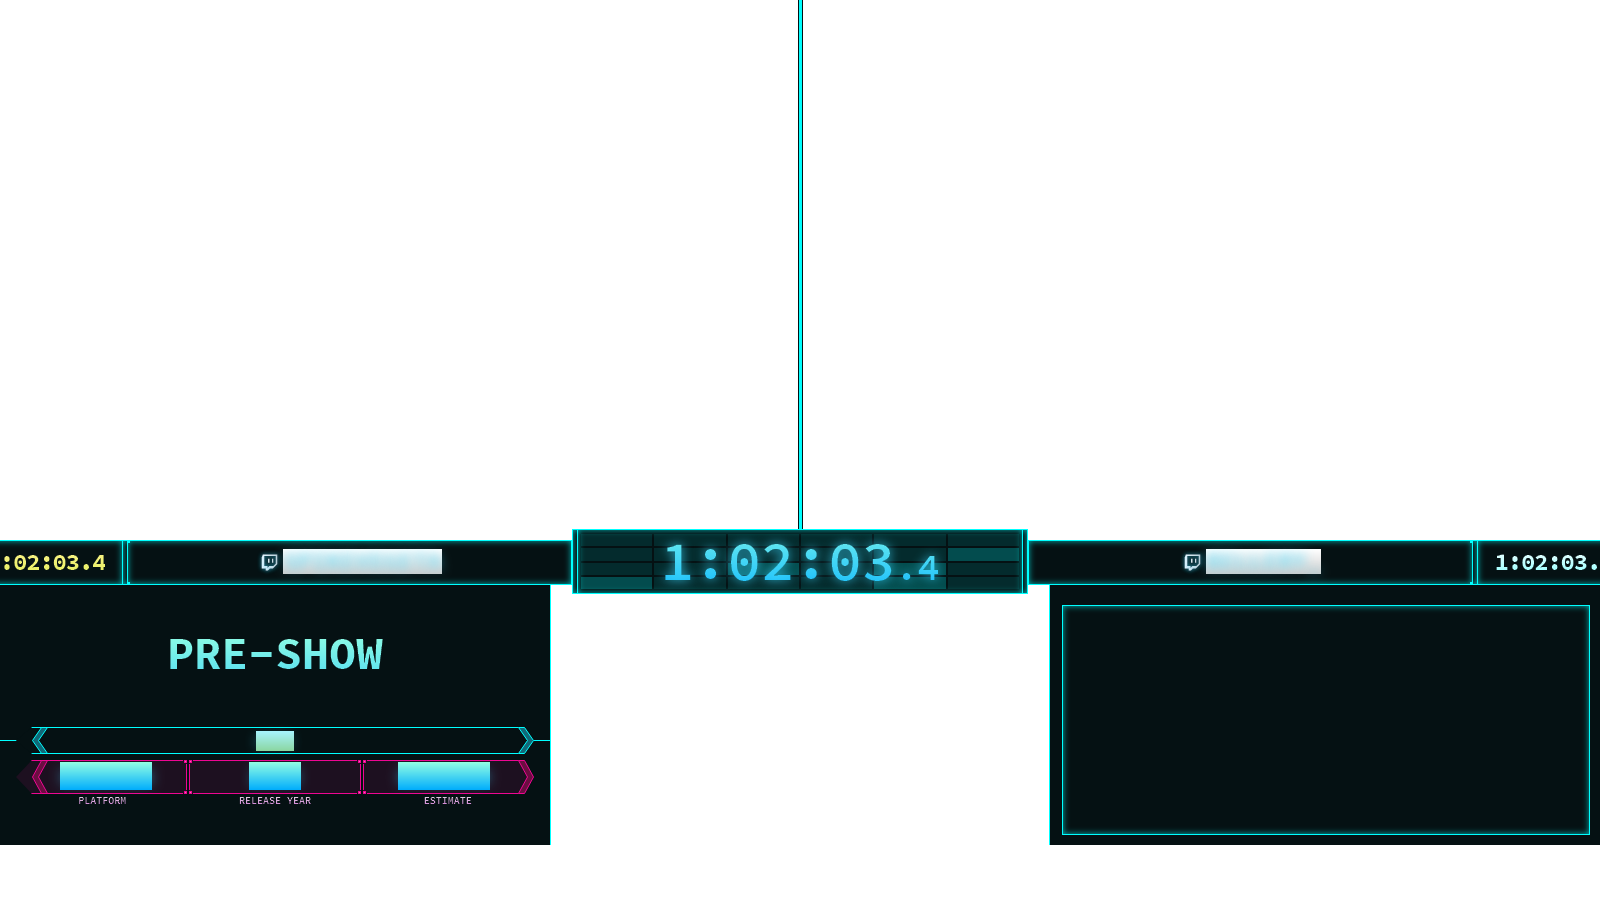 :02:03.4
1:02:03.4
1:02:03.
PRE-SHOW
PLATFORM
RELEASE YEAR
ESTIMATE